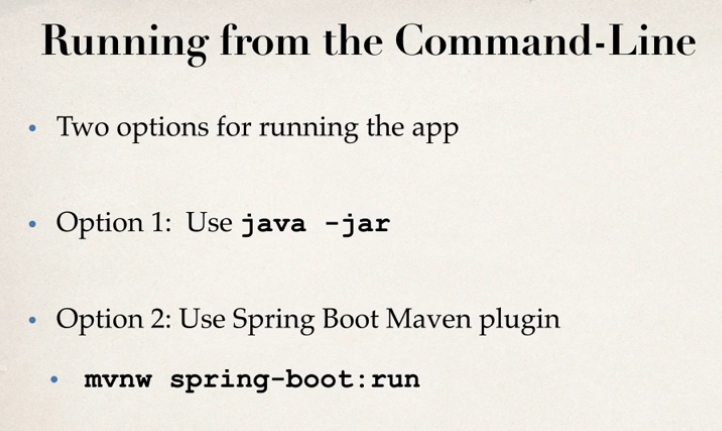 Running from the Command-Line
• Two options for running the app
• Option 1: Use java -jar
• Option 2: Use Spring Boot Maven plugin
• mvnw spring-boot:run